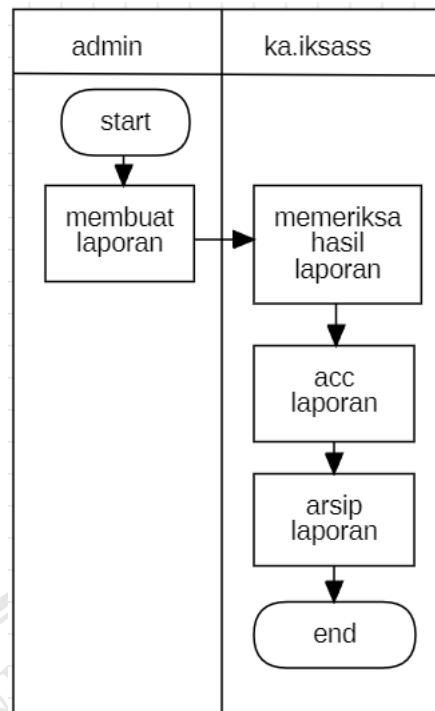 admin
ka.iksass
start
membuat
laporan
memeriksa
hasil
laporan
acc
laporan
arsip
laporan
end